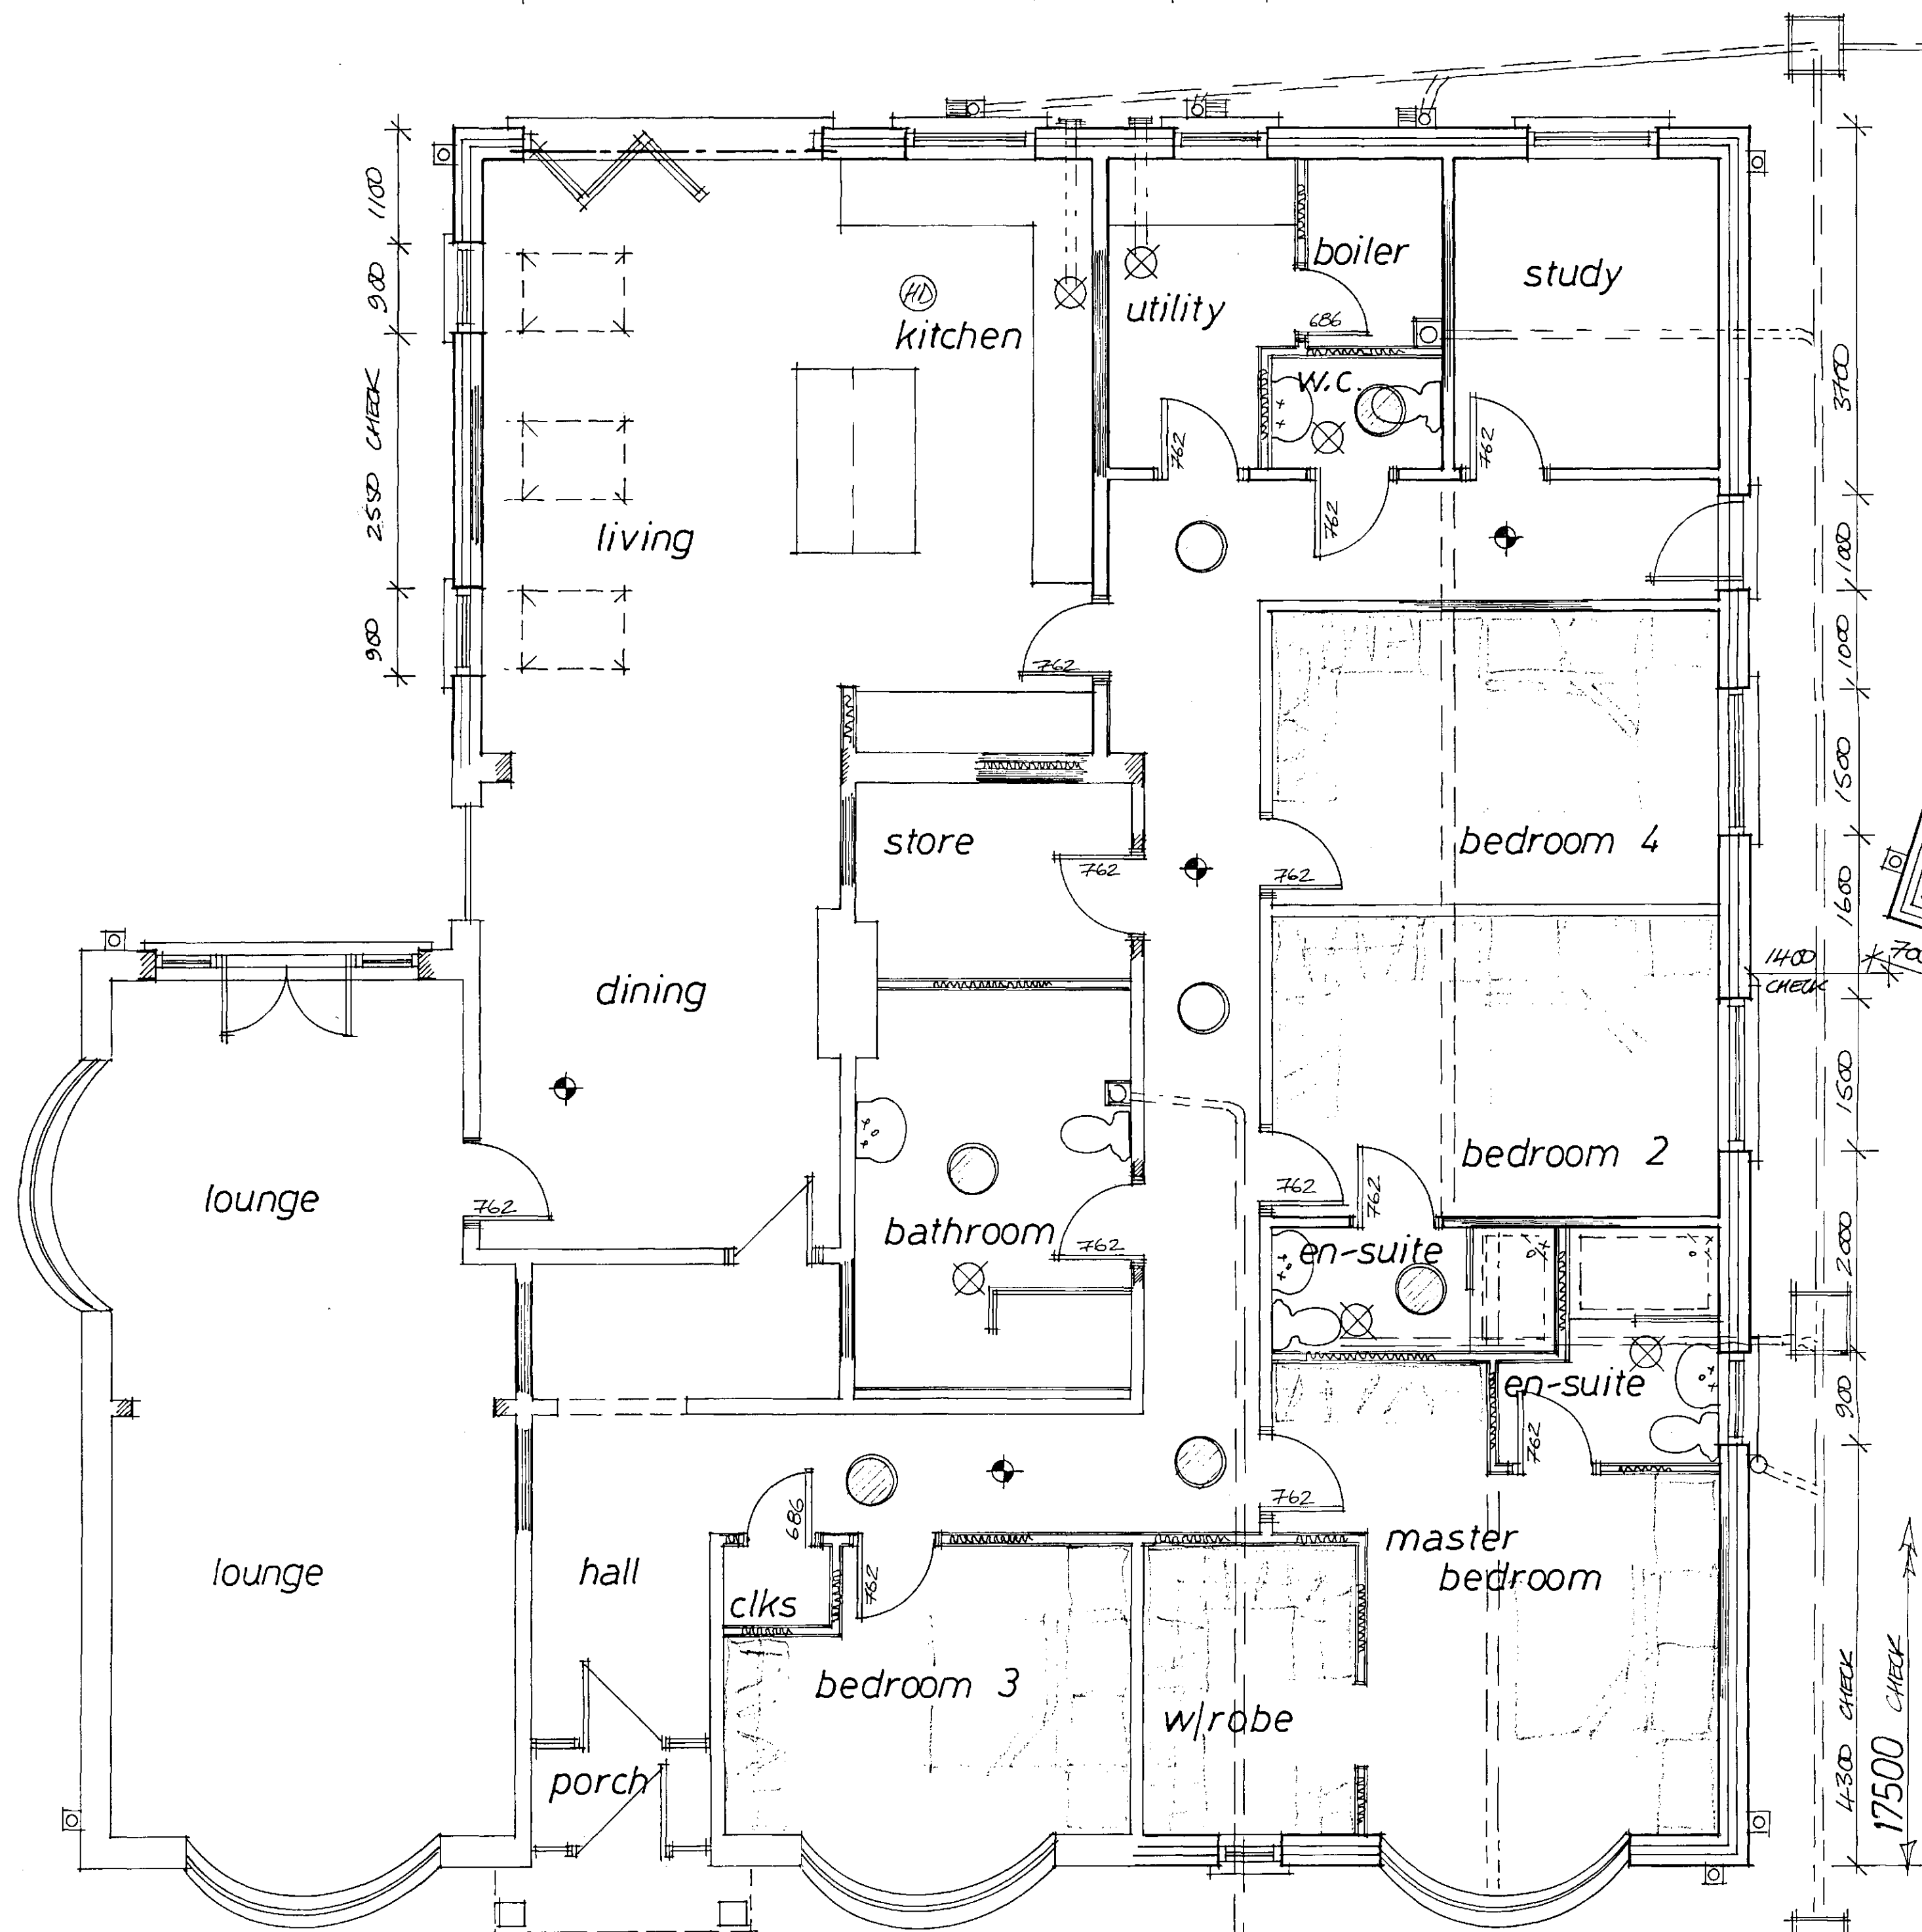 1100
900
2550 CHECK
900
HD
kitchen
living
utility
boiler
686
w.c.
study
762
762
762
762
3700
1000
1000
1500
1600
1400
CHECK
700
1500
2000
900
4300 CHECK
17500 CHECK
store
762
bedroom 4
762
dining
bedroom 2
762
762
lounge
762
bathroom
762
en-suite
en-suite
762
762
master
bedroom
lounge
hall
686
clks
762
bedroom 3
w/robe
porch